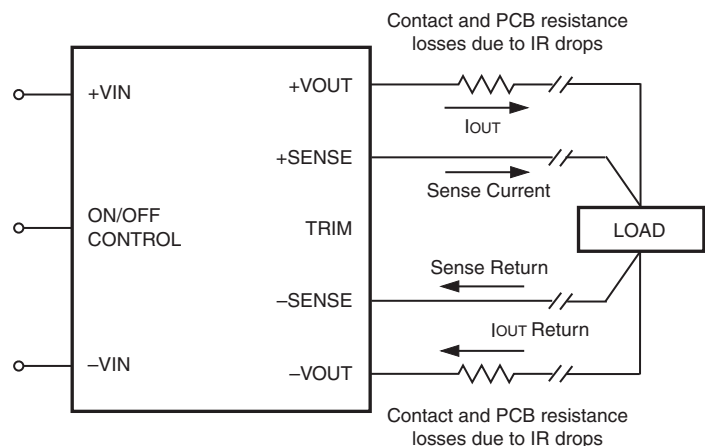 Contact and PCB resistance
losses due to IR drops
+VOUT
+VIN
IOUT
+SENSE
Sense Current
ON/OFF
CONTROL
TRIM
LOAD
Sense Return
–SENSE
IOUT Return
–VIN
–VOUT
Contact and PCB resistance
losses due to IR drops